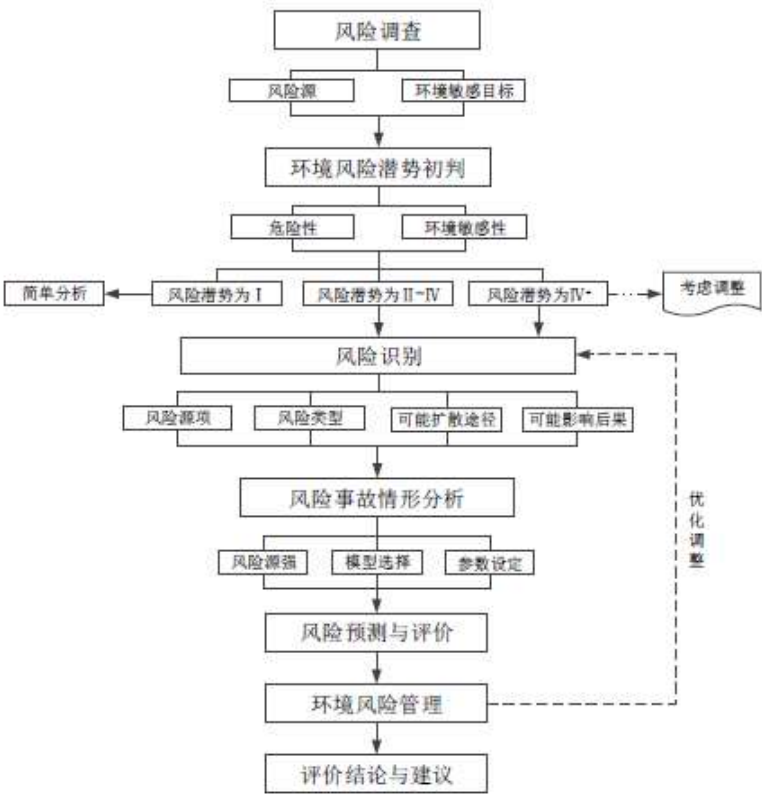 风险调查
风险源
环境敏感目标
环境风险潜势初判
危险性
环境敏感性
简单分析
风险潜势为Ⅰ
风险潜势为Ⅱ-Ⅳ
风险潜势为Ⅳ+
考虑调整
风险识别
风险源项
风险类型
可能扩散途径
可能影响后果
风险事故情形分析
优化调整
风险源强
模型选择
参数设定
风险预测与评价
环境风险管理
评价结论与建议